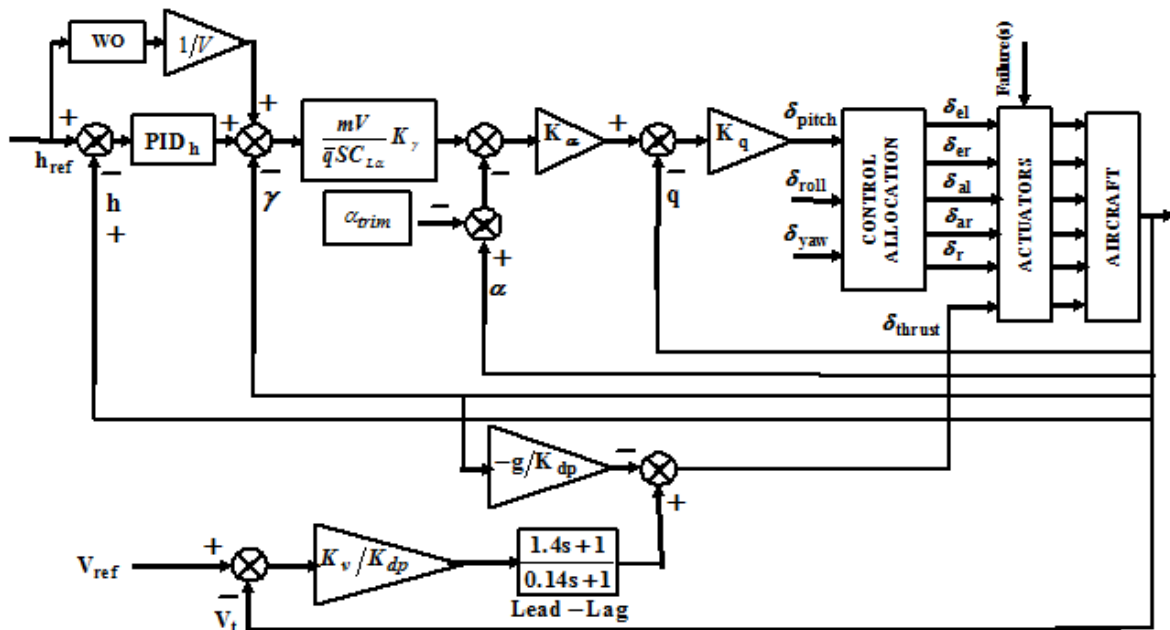 WO
1/V
+
+
+
+
PID h
−
h ref
h
+
−
γ
mV
q̅SC Lα
K γ
−
α trim
−
+
α
K α
+
−
q
K q
δ pitch
δ roll
δ yaw
CONTROL
ALLOCATION
δ el
δ er
δ al
δ ar
δ r
δ thrust
Failure(s)
ACTUATORS
AIRCRAFT
−g/K dp
−
+
V ref
+
−
V t
K v /K dp
1.4s+1
0.14s+1
Lead −Lag